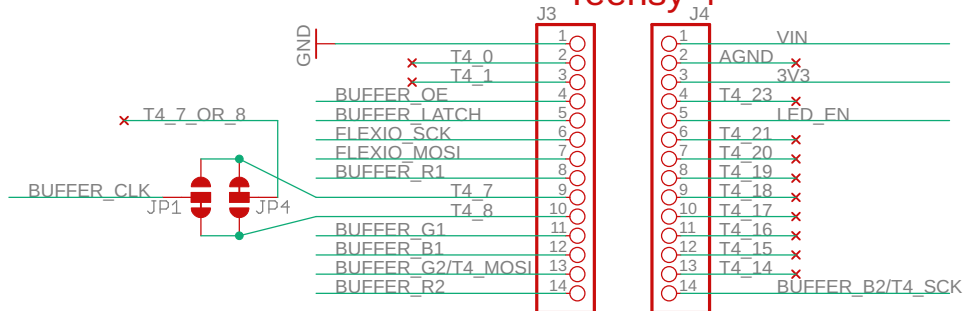 Teensy 4
J3
J4
GND
1
1
VIN
T4_0
2
2
AGND
T4_1
3
3
3V3
BUFFER_OE
4
4
T4_23
T4_7_OR_8
BUFFER_LATCH
5
5
LED_EN
FLEXIO_SCK
6
6
T4_21
FLEXIO_MOSI
7
7
T4_20
BUFFER_R1
8
8
T4_19
BUFFER_CLK
JP1
JP4
T4_7
9
9
T4_18
T4_8
10
10
T4_17
BUFFER_G1
11
11
T4_16
BUFFER_B1
12
12
T4_15
BUFFER_G2/T4_MOSI
13
13
T4_14
BUFFER_R2
14
14
BUFFER_B2/T4_SCK